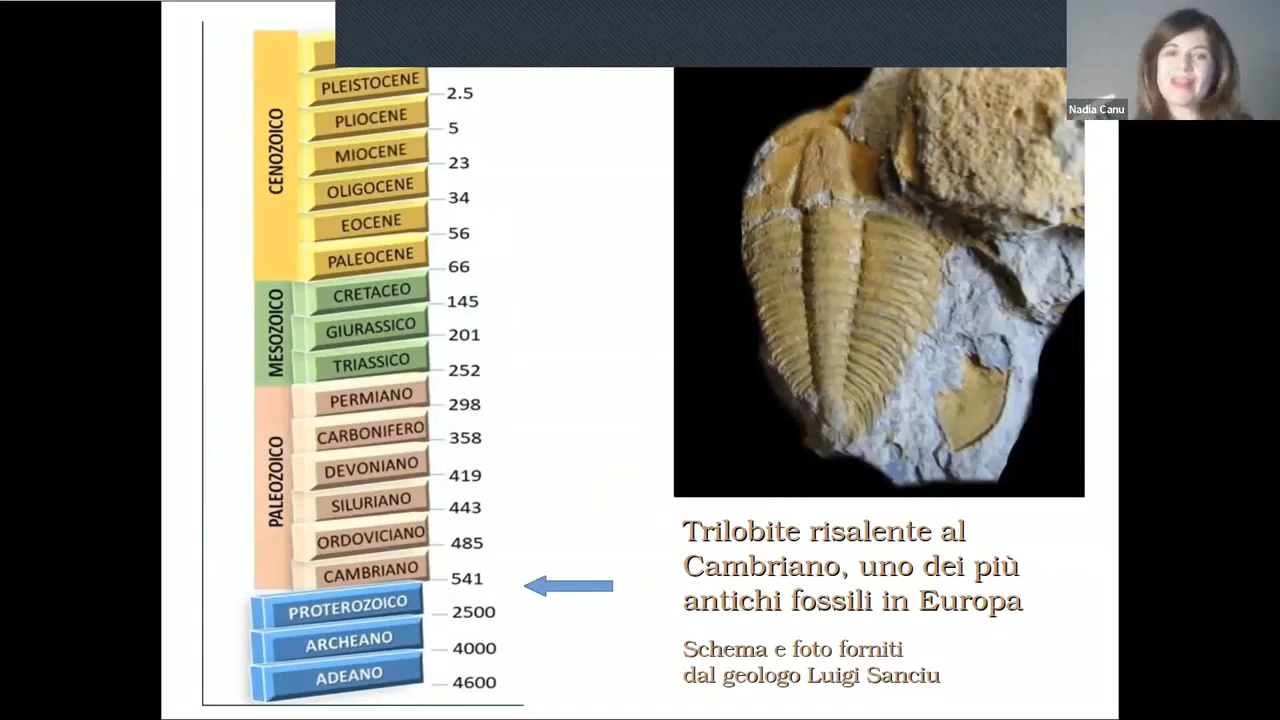 CENOZOICO
PLEISTOCENE
2.5
PLIOCENE
5
MIOCENE
23
OLIGOCENE
34
EOCENE
56
PALEOCENE
66
MESOZOICO
CRETACEO
145
GIURASSICO
201
TRIASSICO
252
PALEOZOICO
PERMIANO
298
CARBONIFERO
358
DEVONIANO
419
SILURIANO
443
ORDOVICIANO
485
CAMBRIANO
541
PROTEROZOICO
2500
ARCHEANO
4000
ADEANO
4600
Nadia Canu
Trilobite risalente al
Cambriano, uno dei più
antichi fossili in Europa
Schema e foto forniti
dal geologo Luigi Sanciu